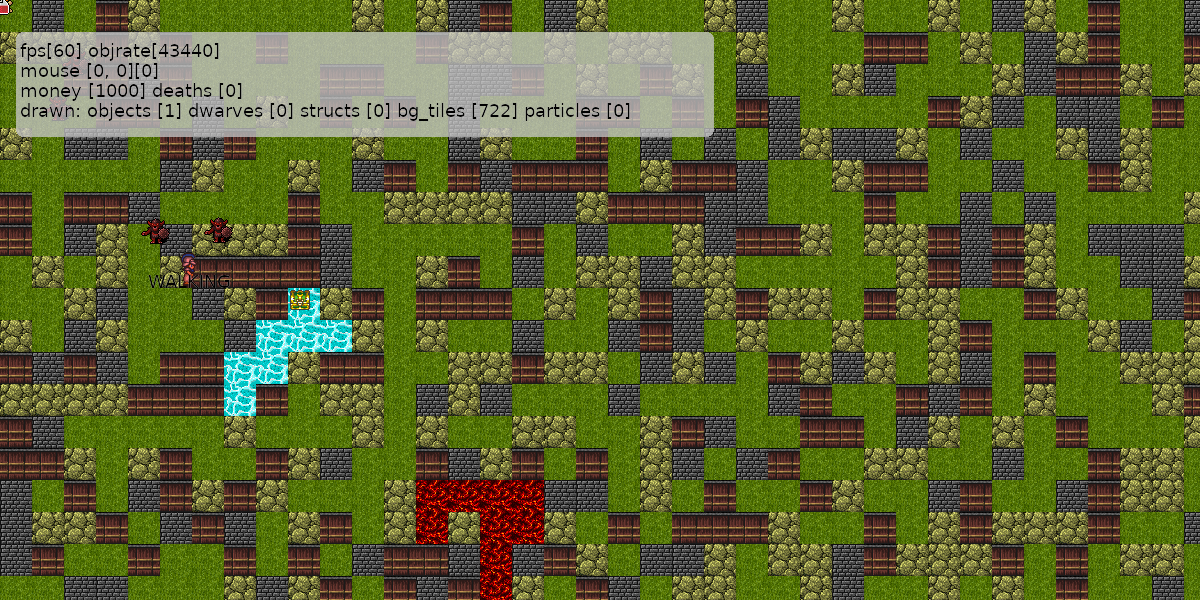 fps[60] objrate[43440]
mouse [0, 0][0]
money [1000] deaths [0]
drawn: objects [1] dwarves [0] structs [0] bg_tiles [722] particles [0]
WALKING